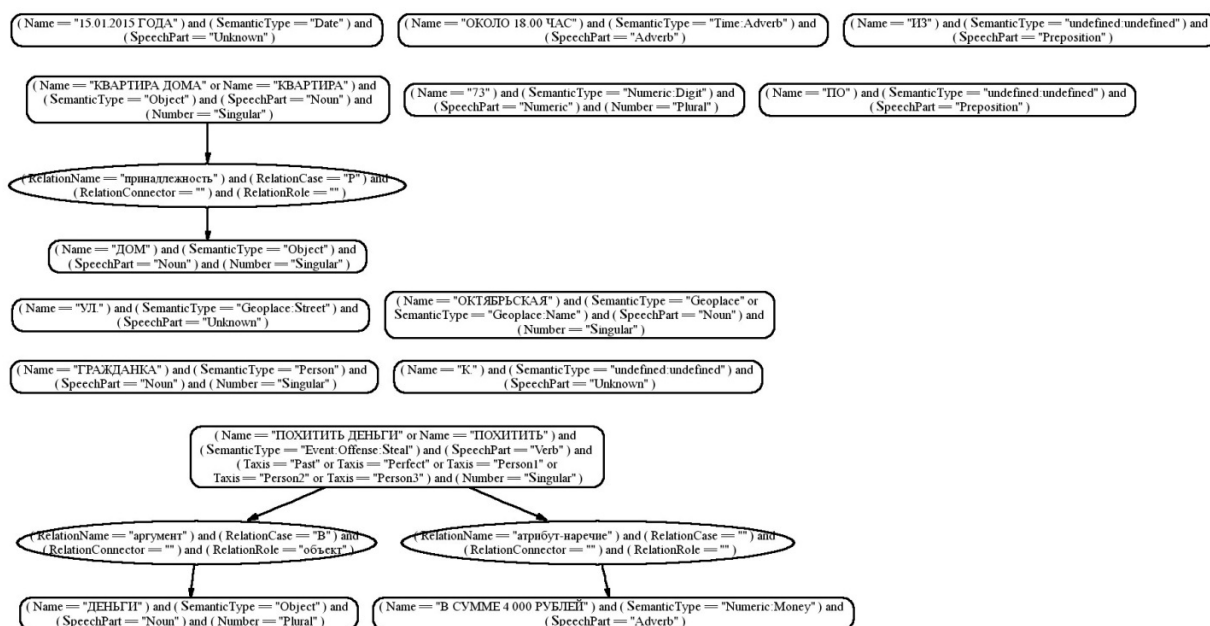 ( Name == "15.01.2015 ГОДА" ) and ( SemanticType == "Date" ) and
( SpeechPart == "Unknown" )
( Name == "ОКОЛО 18.00 ЧАС" ) and ( SemanticType == "Time:Adverb" ) and
( SpeechPart == "Adverb" )
( Name == "ИЗ" ) and ( SemanticType == "undefined:undefined" ) and
( SpeechPart == "Preposition" )
( Name == "КВАРТИРА ДОМА" or Name == "КВАРТИРА" ) and
( SemanticType == "Object" ) and ( SpeechPart == "Noun" ) and
( Number == "Singular" )
( Name == "73" ) and ( SemanticType == "Numeric:Digit" ) and
( SpeechPart == "Numeric" ) and ( Number == "Plural" )
( Name == "ПО" ) and ( SemanticType == "undefined:undefined" ) and
( SpeechPart == "Preposition" )
( RelationName == "принадлежность" ) and ( RelationCase == "Р" ) and
( RelationConnector == "" ) and ( RelationRole == "" )
( Name == "ДОМ" ) and ( SemanticType == "Object" ) and
( SpeechPart == "Noun" ) and ( Number == "Singular" )
( Name == "УЛ." ) and ( SemanticType == "Geoplace:Street" ) and
( SpeechPart == "Unknown" )
( Name == "ОКТЯБРЬСКАЯ" ) and ( SemanticType == "Geoplace" or
SemanticType == "Geoplace:Name" ) and ( SpeechPart == "Noun" ) and
( Number == "Singular" )
( Name == "ГРАЖДАНКА" ) and ( SemanticType == "Person" ) and
( SpeechPart == "Noun" ) and ( Number == "Singular" )
( Name == "К." ) and ( SemanticType == "undefined:undefined" ) and
( SpeechPart == "Unknown" )
( Name == "ПОХИТИТЬ ДЕНЬГИ" or Name == "ПОХИТИТЬ" ) and
( SemanticType == "Event:Offense:Steal" ) and ( SpeechPart == "Verb" ) and
( Taxis == "Past" or Taxis == "Perfect" or Taxis == "Person1" or
Taxis == "Person2" or Taxis == "Person3" ) and ( Number == "Singular" )
( RelationName == "аргумент" ) and ( RelationCase == "В" ) and
( RelationConnector == "" ) and ( RelationRole == "объект" )
( RelationName == "атрибут-наречие" ) and ( RelationCase == "" ) and
( RelationConnector == "" ) and ( RelationRole == "" )
( Name == "ДЕНЬГИ" ) and ( SemanticType == "Object" ) and
( SpeechPart == "Noun" ) and ( Number == "Plural" )
( Name == "В СУММЕ 4 000 РУБЛЕЙ" ) and ( SemanticType == "Numeric:Money" ) and
( SpeechPart == "Adverb" )